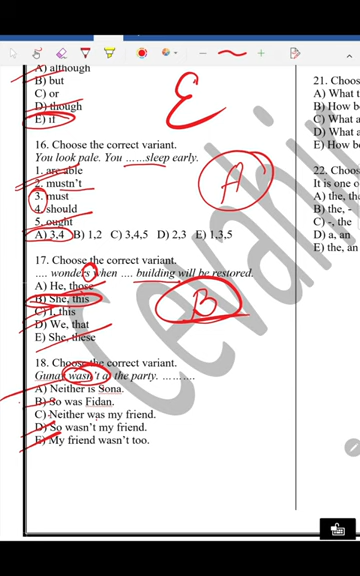 A) although
B) but
C) or
D) though
E) if
E
16. Choose the correct variant.
You look pale. You ......sleep early.
1. are able
2. mustn't
3. must
4. should
5. ought
A) 3,4 B) 1,2 C) 3,4,5 D) 2,3 E) 1,3,5
A
17. Choose the correct variant.
.... wonders when .... building will be restored.
A) He, those
B) She, this
C) I, this
D) We, that
E) She, these
B
18. Choose the correct variant.
Gunay wasn't at the party. .........
A) Neither is Sona.
B) So was Fidan.
C) Neither was my friend.
D) So wasn't my friend.
E) My friend wasn't too.
21. Choos
A) What t
B) How b
C) What a
D) What a
E) How be
22. Choos
It is one o
A) the, the
B) the, -
C) -, the
D) a, an
E) the, an